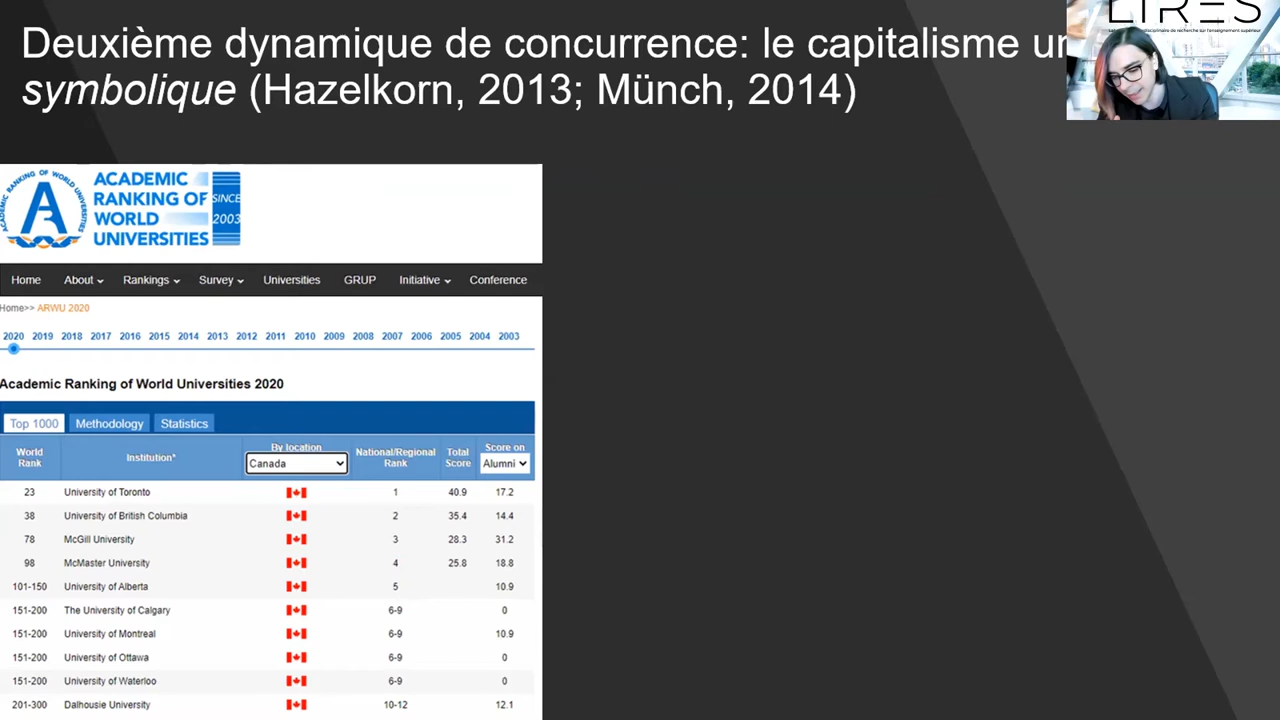 Deuxième dynamique de concurrence: le capitalisme
symbolique (Hazelkorn, 2013; Münch, 2014)
LIRES
ACADEMIC RANKING OF WORLD UNIVERSITIES
ACADEMIC
RANKING OF
WORLD
UNIVERSITIES
SINCE
2003
Home About Rankings Survey Universities GRUP Initiative Conference
Home>> ARWU 2020
2020 2019 2018 2017 2016 2015 2014 2013 2012 2011 2010 2009 2008 2007 2006 2005 2004 2003
Academic Ranking of World Universities 2020
Top 1000 Methodology Statistics
World Rank Institution* By location Canada National/Regional Rank Total Score Score on Alumni
23 University of Toronto 1 40.9 17.2
38 University of British Columbia 2 35.4 14.4
78 McGill University 3 28.3 31.2
98 McMaster University 4 25.8 18.8
101-150 University of Alberta 5 10.9
151-200 The University of Calgary 6-9 0
151-200 University of Montreal 6-9 10.9
151-200 University of Ottawa 6-9 0
151-200 University of Waterloo 6-9 0
201-300 Dalhousie University 10-12 12.1